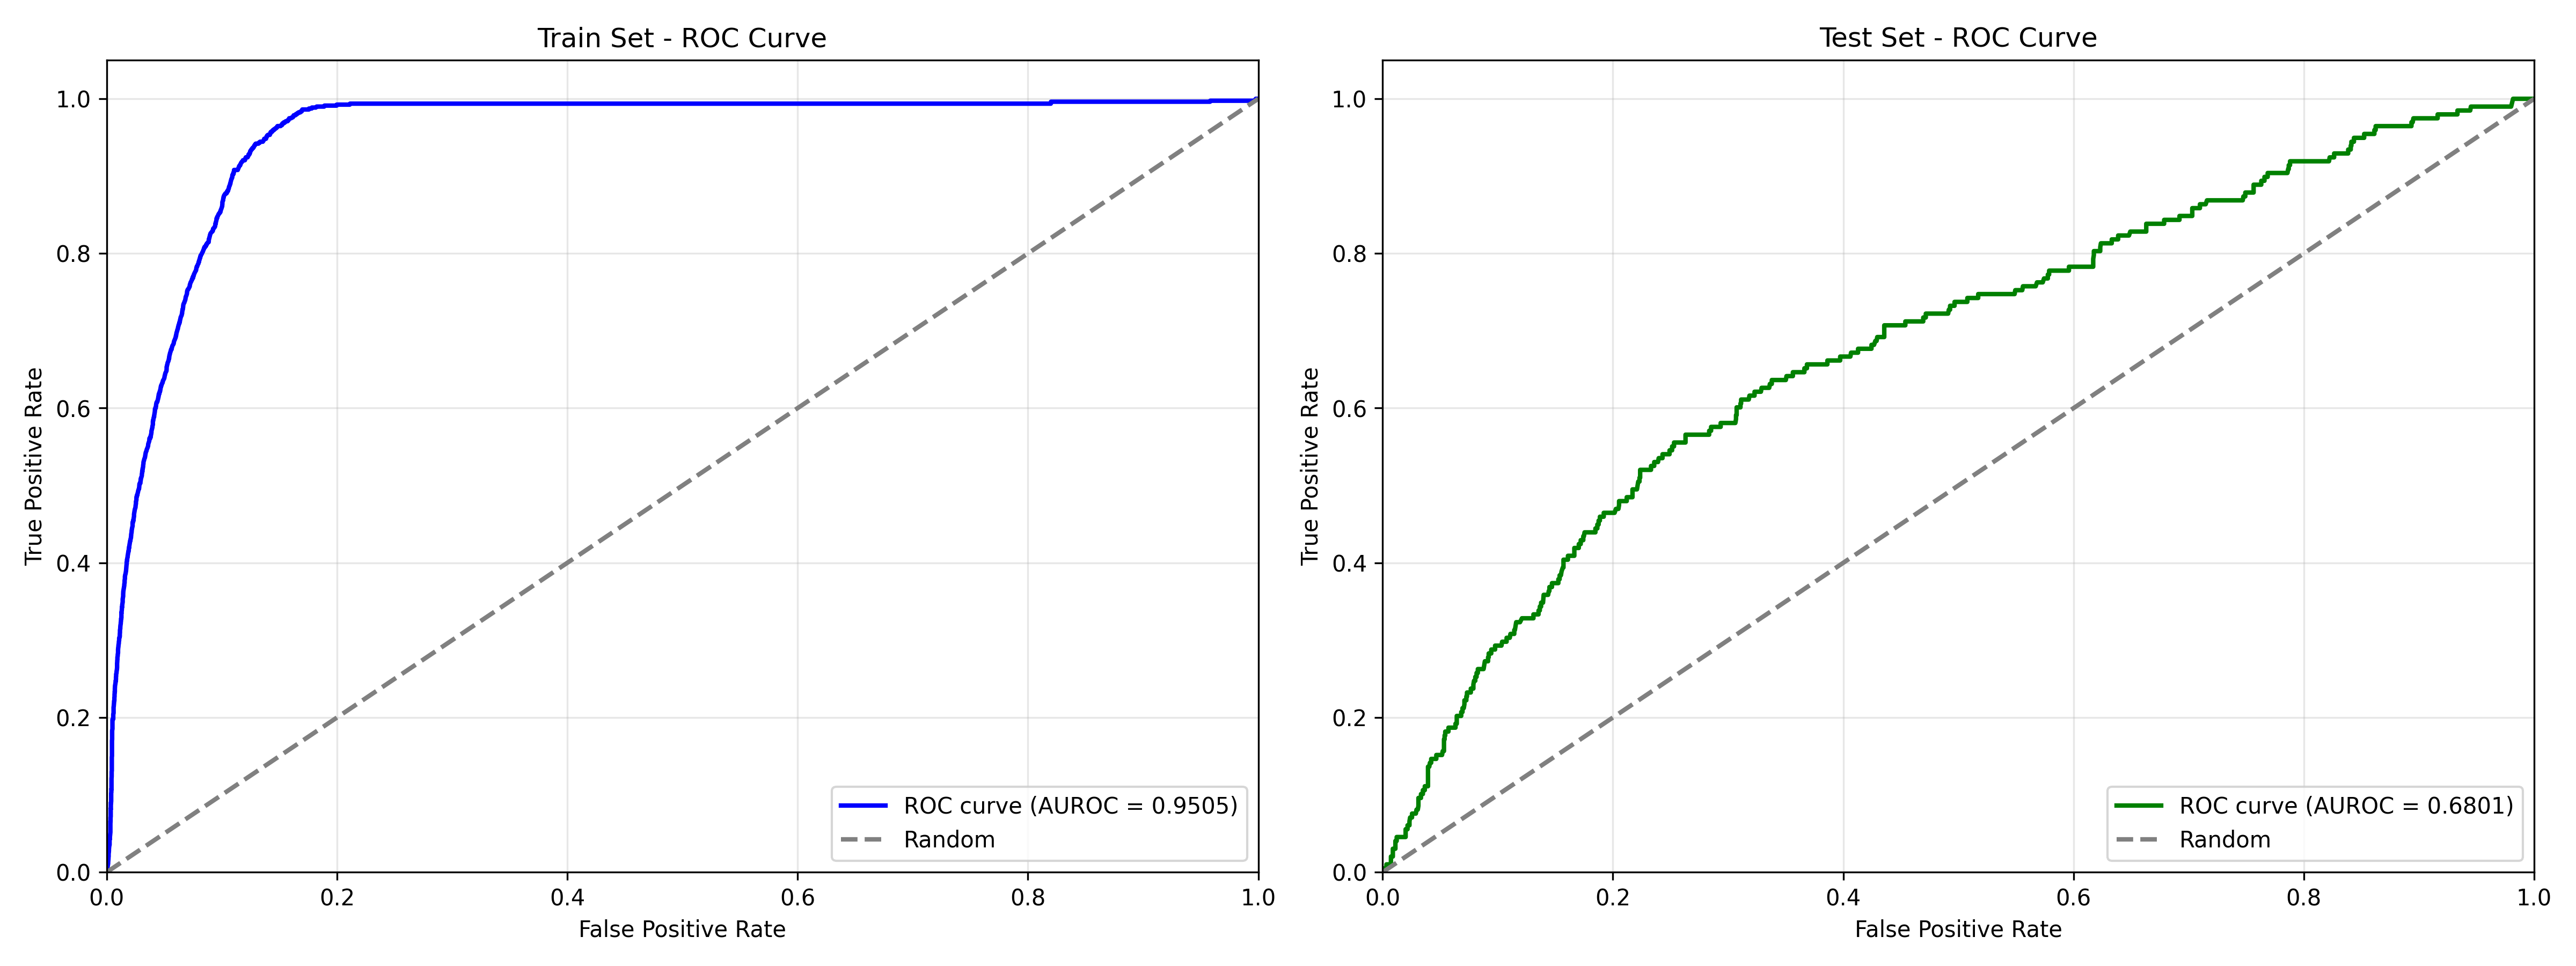 Train Set - ROC Curve
True Positive Rate
1.0
0.8
0.6
0.4
0.2
0.0
0.0 0.2 0.4 0.6 0.8 1.0
False Positive Rate
ROC curve (AUROC = 0.9505)
Random
Test Set - ROC Curve
True Positive Rate
1.0
0.8
0.6
0.4
0.2
0.0
0.0 0.2 0.4 0.6 0.8 1.0
False Positive Rate
ROC curve (AUROC = 0.6801)
Random